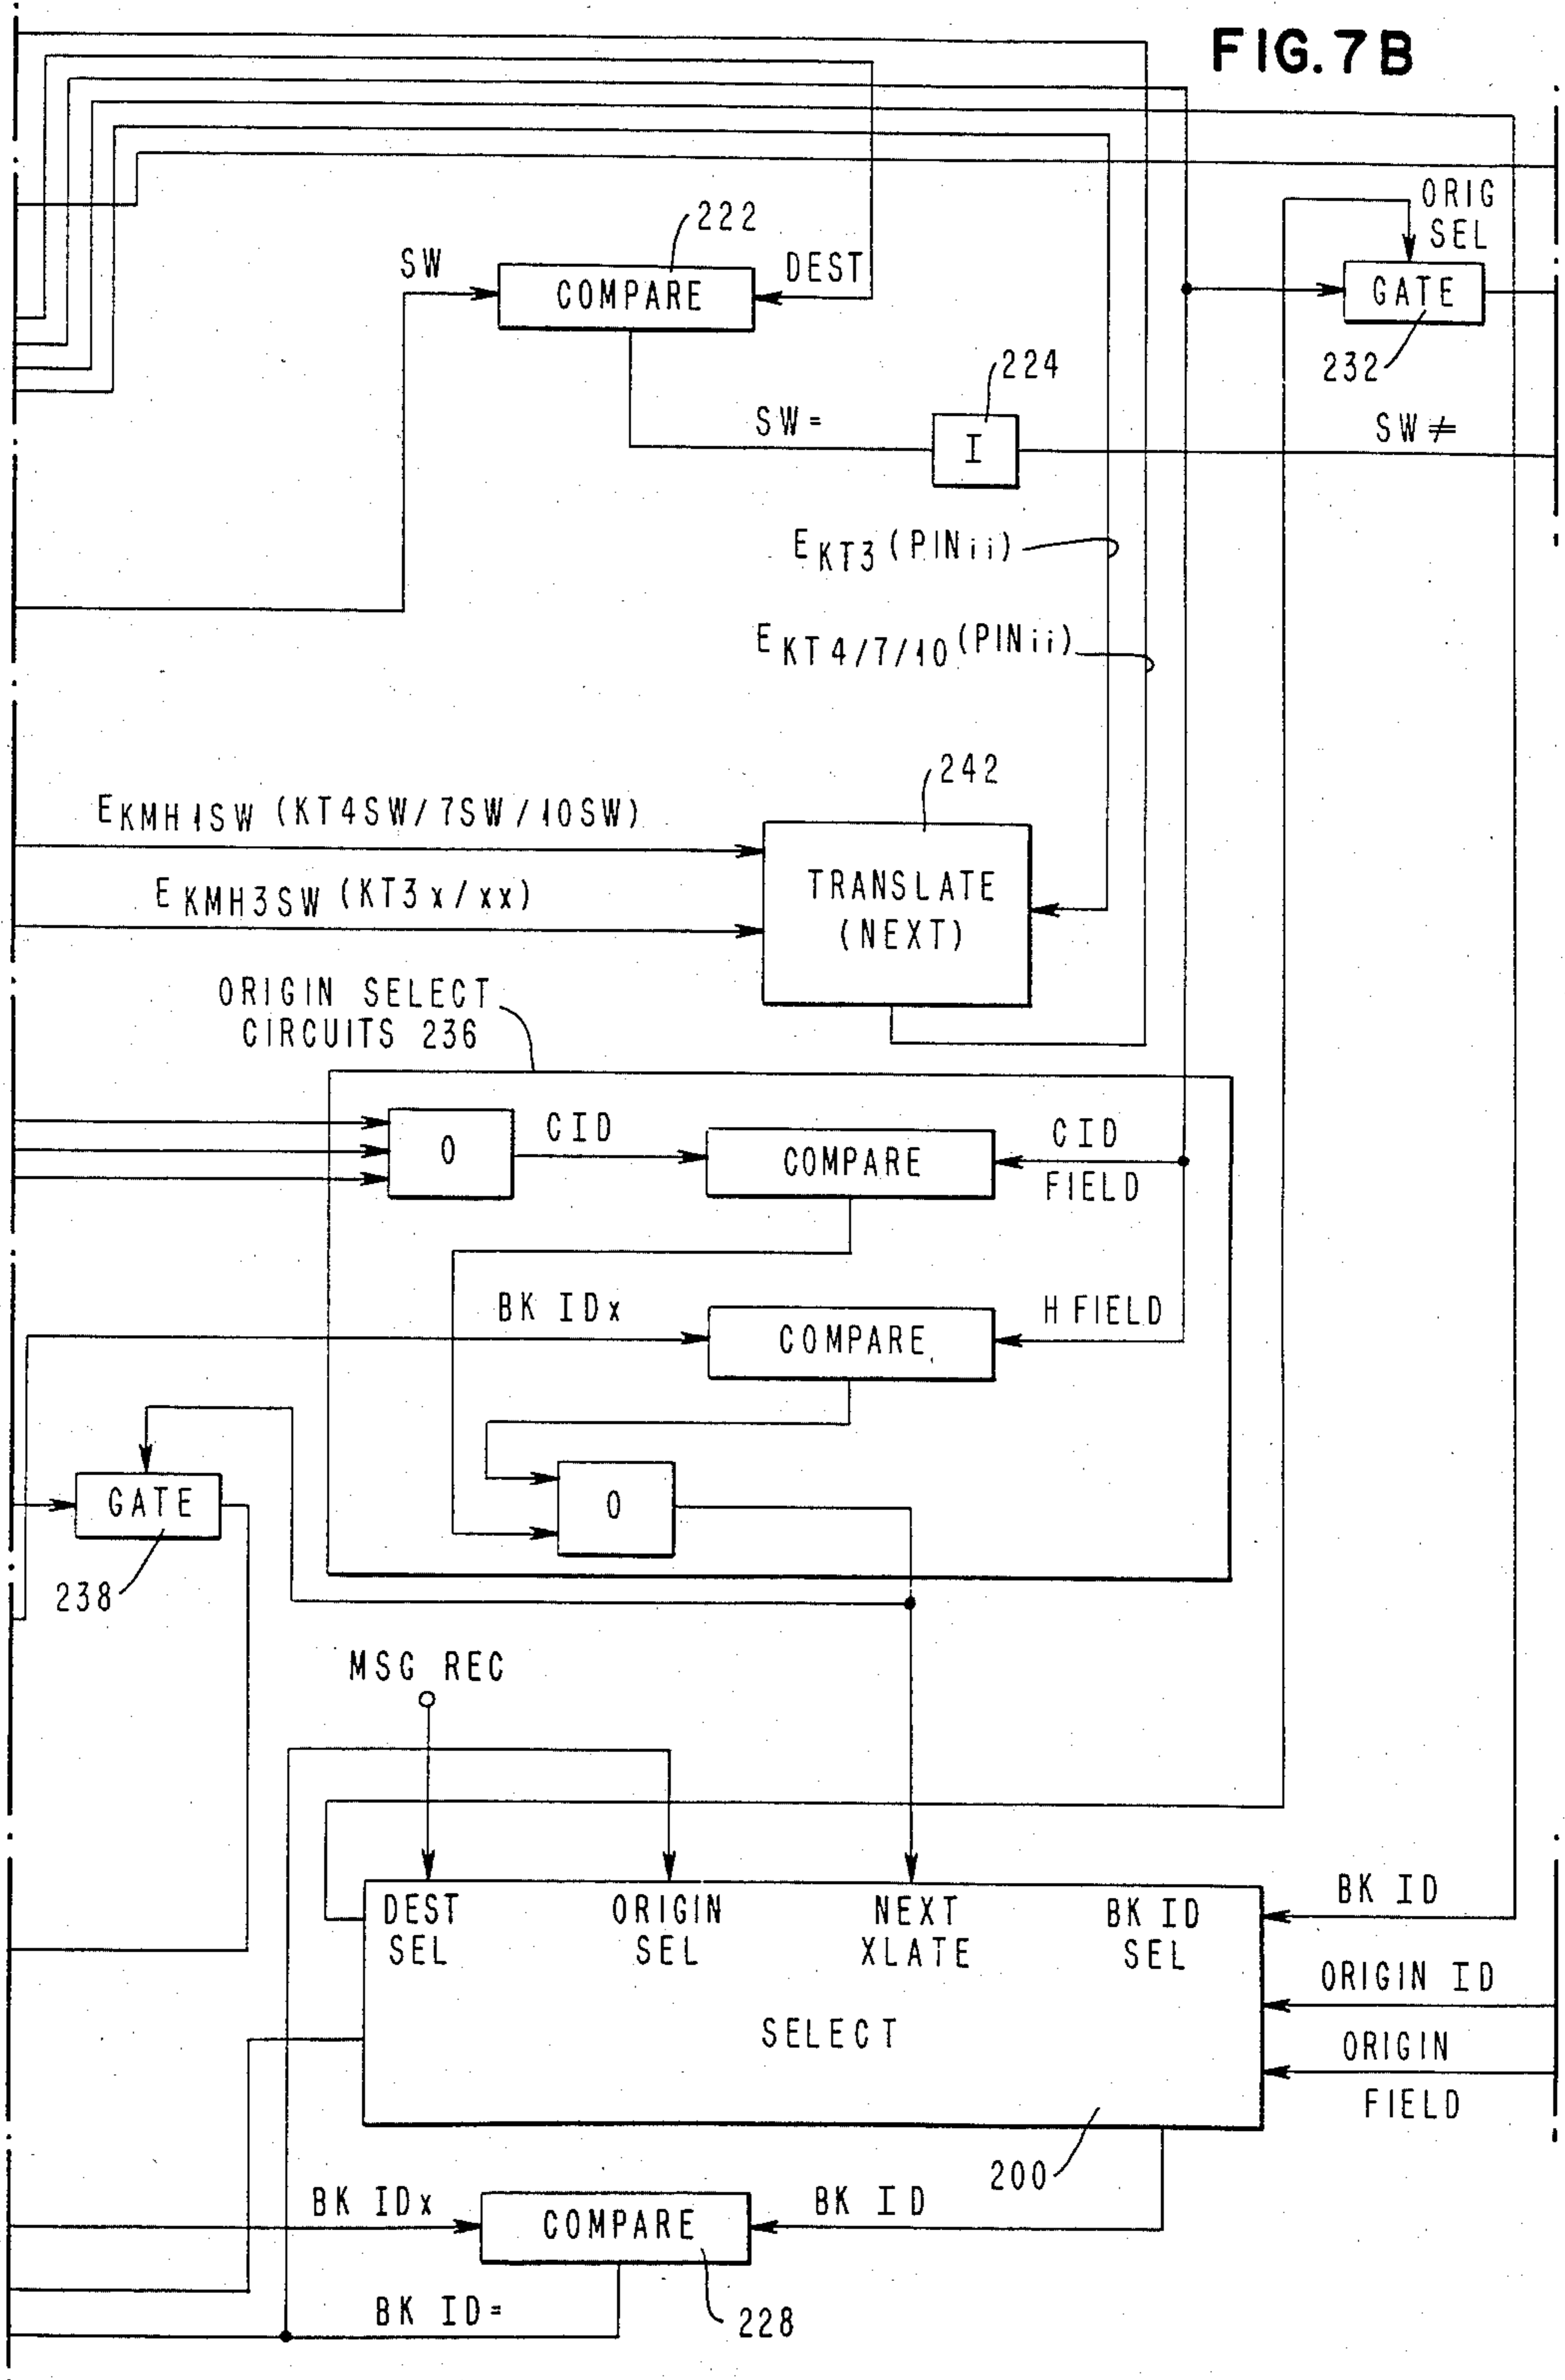 FIG. 7B
ORIG
SEL
222
SW
DEST
COMPARE
GATE
232
224
SW=
I
SW≠
EKT3 (PINii)
EKT4/7/10 (PINii)
242
EKMH1SW (KT4SW/7SW/10SW)
TRANSLATE
(NEXT)
EKMH3SW (KT3x/xx)
ORIGIN SELECT
CIRCUITS 236
O
CID
COMPARE
CID
FIELD
BK IDx
COMPARE
H FIELD
GATE
O
238
MSG REC
DEST
SEL
ORIGIN
SEL
NEXT
XLATE
BK ID
SEL
BK ID
ORIGIN ID
SELECT
ORIGIN
FIELD
200
BK IDx
COMPARE
BK ID
BK ID=
228